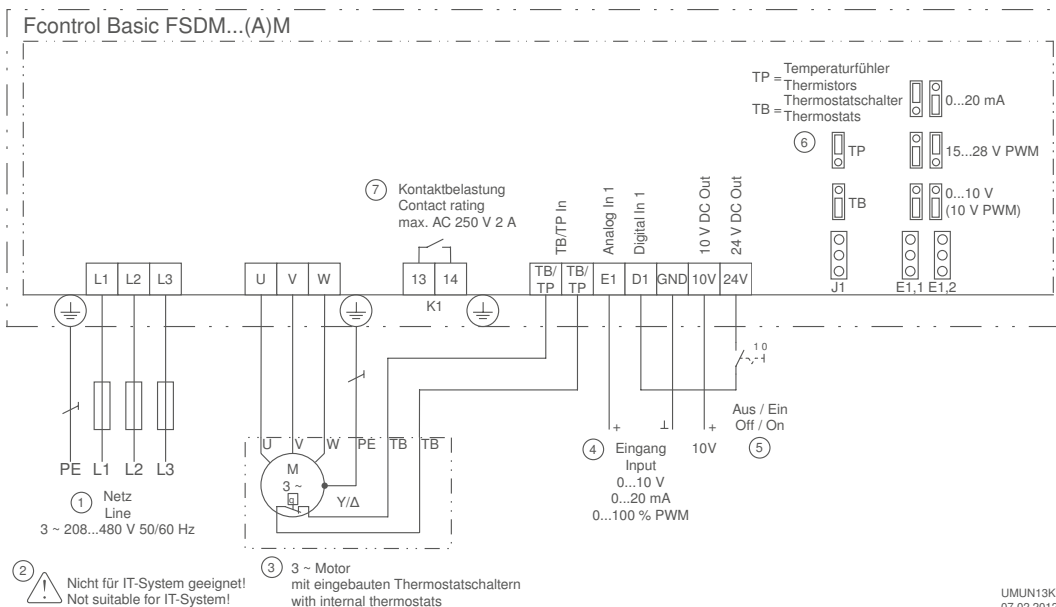 Fcontrol Basic FSDM...(A)M
TP = Temperaturfühler
Thermistors
TB = Thermostatschalter
Thermostats
0...20 mA
6
TP
15...28 V PWM
TB
0...10 V
(10 V PWM)
J1
E1,1 E1,2
7 Kontaktbelastung
Contact rating
max. AC 250 V 2 A
TB/TP In
Analog In 1
Digital In 1
10 V DC Out
24 V DC Out
L1 L2 L3
U V W
13 14
K1
TB/TP TB/TP E1 D1 GND 10V 24V
1 0
Aus / Ein
Off / On
5
PE L1 L2 L3
1 Netz
Line
3 ~ 208...480 V 50/60 Hz
U V W PE TB TB
M
3 ~
Y/Δ
+ ⊥ +
4 Eingang
Input
0...10 V
0...20 mA
0...100 % PWM
10V
2 Nicht für IT-System geeignet!
Not suitable for IT-System!
3 3 ~ Motor
mit eingebauten Thermostatschaltern
with internal thermostats